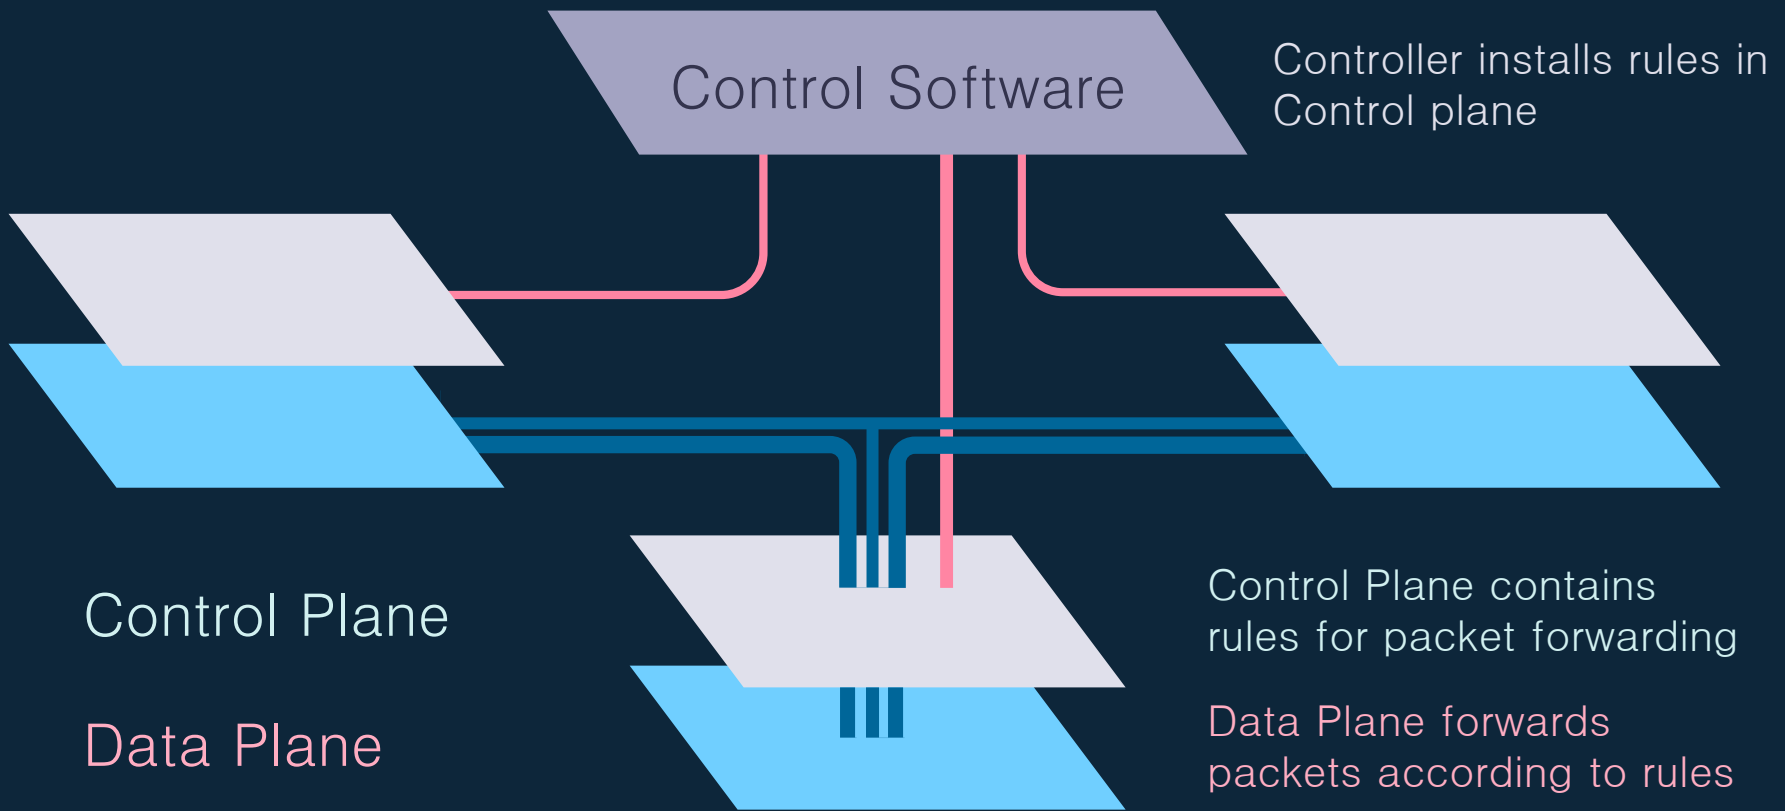 Control Software
Controller installs rules in
Control plane
Control Plane
Data Plane
Control Plane contains
rules for packet forwarding
Data Plane forwards
packets according to rules